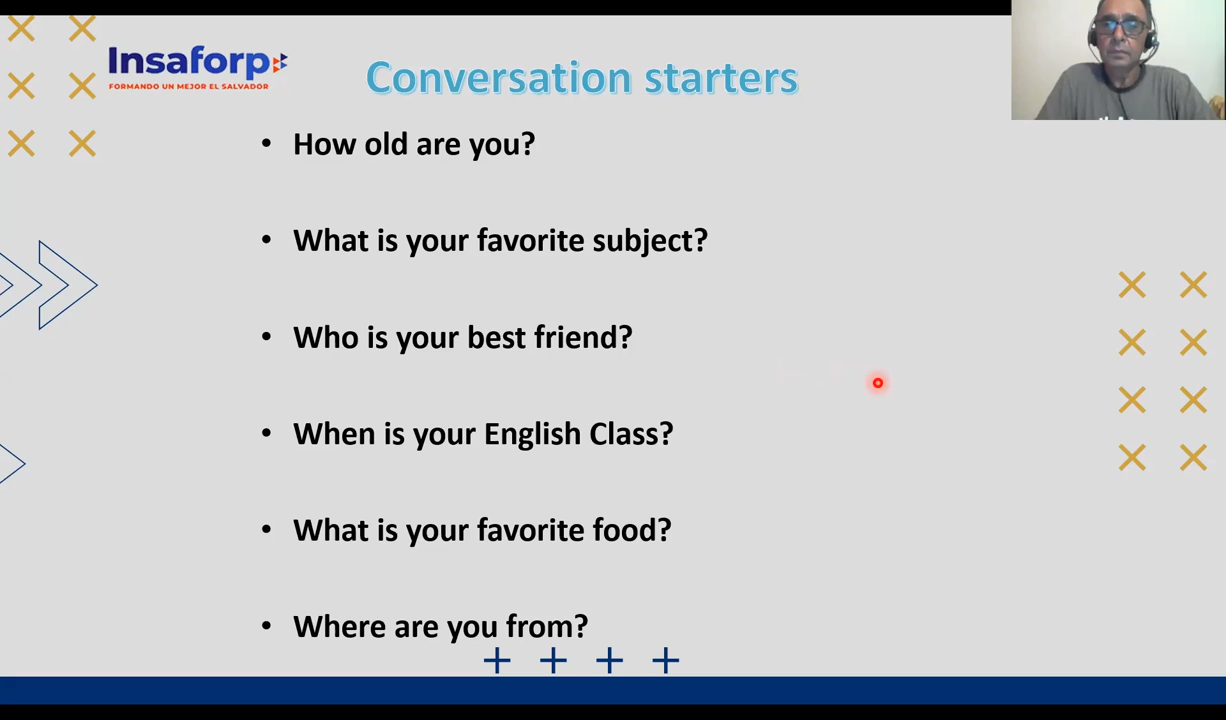 Insaforp
FORMANDO UN MEJOR EL SALVADOR
Conversation starters
• How old are you?
• What is your favorite subject?
• Who is your best friend?
• When is your English Class?
• What is your favorite food?
• Where are you from?